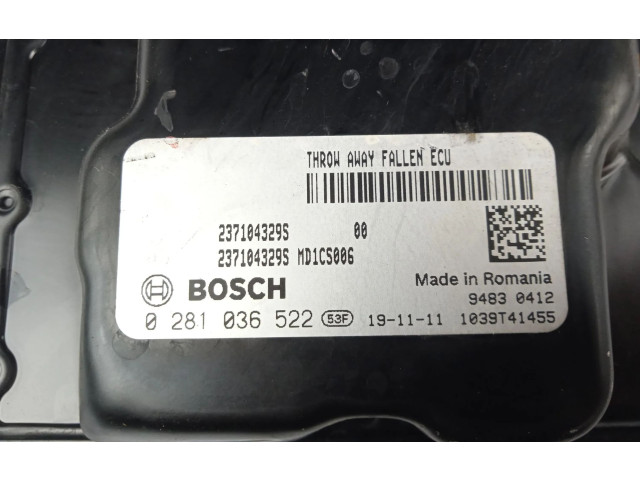 THROW AWAY FALLEN ECU
237104329S 00
237104329S MD1CS006
BOSCH
Made in Romania
9483 0412
0 281 036 522 53F 19-11-11 1039T41455